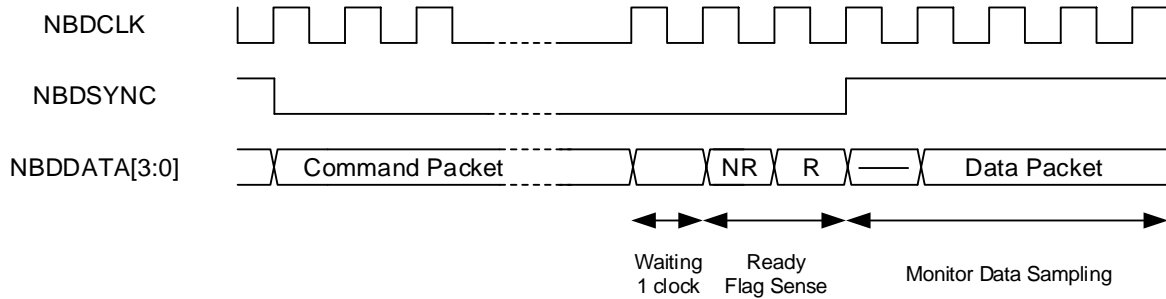 NBDCLK
NBDSYNC
NBDDATA[3:0]
Command Packet
NR
R
Data Packet
Waiting
1 clock
Ready
Flag Sense
Monitor Data Sampling